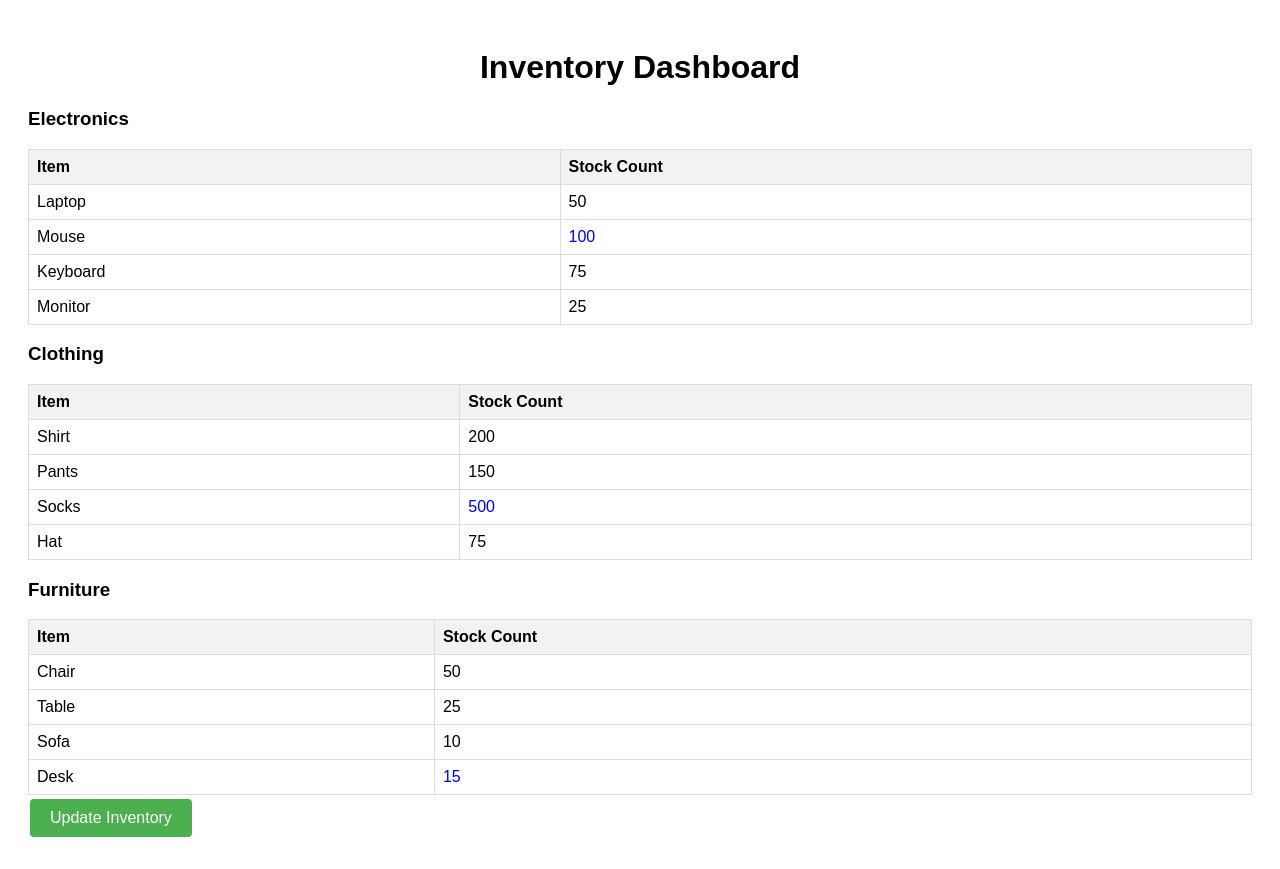 Inventory Dashboard
Electronics
Item Stock Count
Laptop 50
Mouse 100
Keyboard 75
Monitor 25
Clothing
Item Stock Count
Shirt 200
Pants 150
Socks 500
Hat 75
Furniture
Item Stock Count
Chair 50
Table 25
Sofa 10
Desk 15
Update Inventory